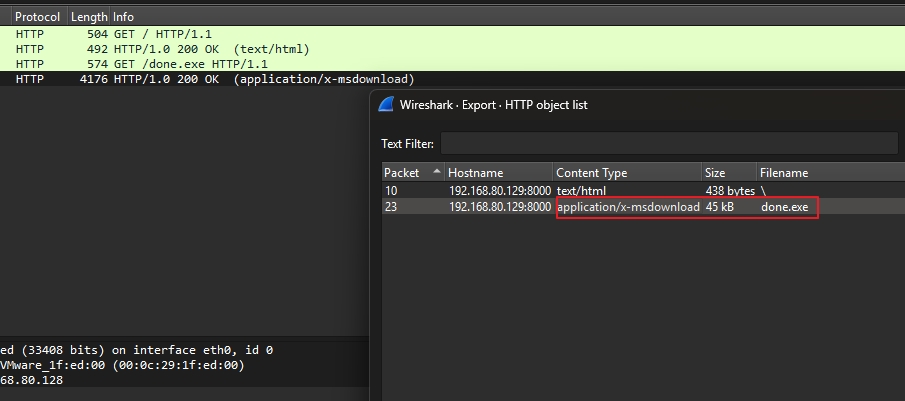 Protocol Length Info
HTTP 504 GET / HTTP/1.1
HTTP 492 HTTP/1.0 200 OK (text/html)
HTTP 574 GET /done.exe HTTP/1.1
HTTP 4176 HTTP/1.0 200 OK (application/x-msdownload)
Wireshark · Export · HTTP object list
Text Filter:
Packet Hostname Content Type Size Filename
10 192.168.80.129:8000 text/html 438 bytes \
23 192.168.80.129:8000 application/x-msdownload 45 kB done.exe
ed (33408 bits) on interface eth0, id 0
VMware_1f:ed:00 (00:0c:29:1f:ed:00)
68.80.128